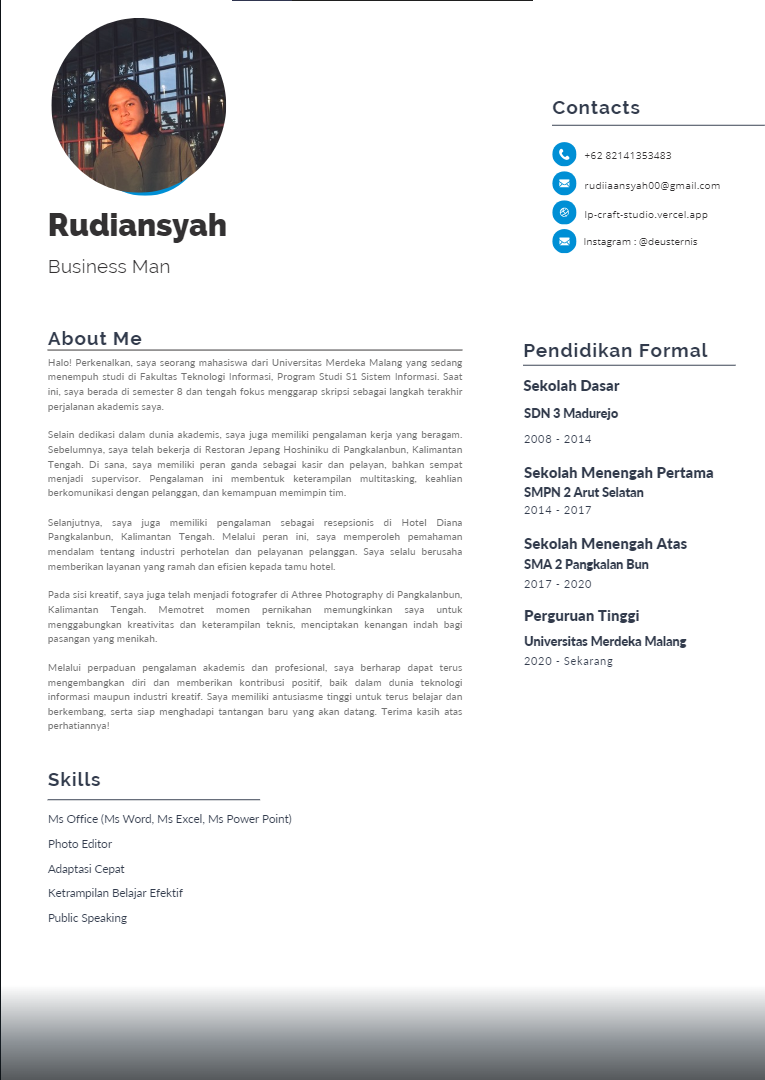 Rudiansyah
Business Man
Contacts
+62 82141353483
rudiiaansyah00@gmail.com
lp-craft-studio.vercel.app
Instagram : @deusternis
About Me
Halo! Perkenalkan, saya seorang mahasiswa dari Universitas Merdeka Malang yang sedang
menempuh studi di Fakultas Teknologi Informasi, Program Studi S1 Sistem Informasi. Saat
ini, saya berada di semester 8 dan tengah fokus menggarap skripsi sebagai langkah terakhir
perjalanan akademis saya.
Selain dedikasi dalam dunia akademis, saya juga memiliki pengalaman kerja yang beragam.
Sebelumnya, saya telah bekerja di Restoran Jepang Hoshiniku di Pangkalanbun, Kalimantan
Tengah. Di sana, saya memiliki peran ganda sebagai kasir dan pelayan, bahkan sempat
menjadi supervisor. Pengalaman ini membentuk keterampilan multitasking, keahlian
berkomunikasi dengan pelanggan, dan kemampuan memimpin tim.
Selanjutnya, saya juga memiliki pengalaman sebagai resepsionis di Hotel Diana
Pangkalanbun, Kalimantan Tengah. Melalui peran ini, saya memperoleh pemahaman
mendalam tentang industri perhotelan dan pelayanan pelanggan. Saya selalu berusaha
memberikan layanan yang ramah dan efisien kepada tamu hotel.
Pada sisi kreatif, saya juga telah menjadi fotografer di Athree Photography di Pangkalanbun,
Kalimantan Tengah. Memotret momen pernikahan memungkinkan saya untuk
menggabungkan kreativitas dan keterampilan teknis, menciptakan kenangan indah bagi
pasangan yang menikah.
Melalui perpaduan pengalaman akademis dan profesional, saya berharap dapat terus
mengembangkan diri dan memberikan kontribusi positif, baik dalam dunia teknologi
informasi maupun industri kreatif. Saya memiliki antusiasme tinggi untuk terus belajar dan
berkembang, serta siap menghadapi tantangan baru yang akan datang. Terima kasih atas
perhatiannya!
Skills
Ms Office (Ms Word, Ms Excel, Ms Power Point)
Photo Editor
Adaptasi Cepat
Ketrampilan Belajar Efektif
Public Speaking
Pendidikan Formal
Sekolah Dasar
SDN 3 Madurejo
2008 - 2014
Sekolah Menengah Pertama
SMPN 2 Arut Selatan
2014 - 2017
Sekolah Menengah Atas
SMA 2 Pangkalan Bun
2017 - 2020
Perguruan Tinggi
Universitas Merdeka Malang
2020 - Sekarang